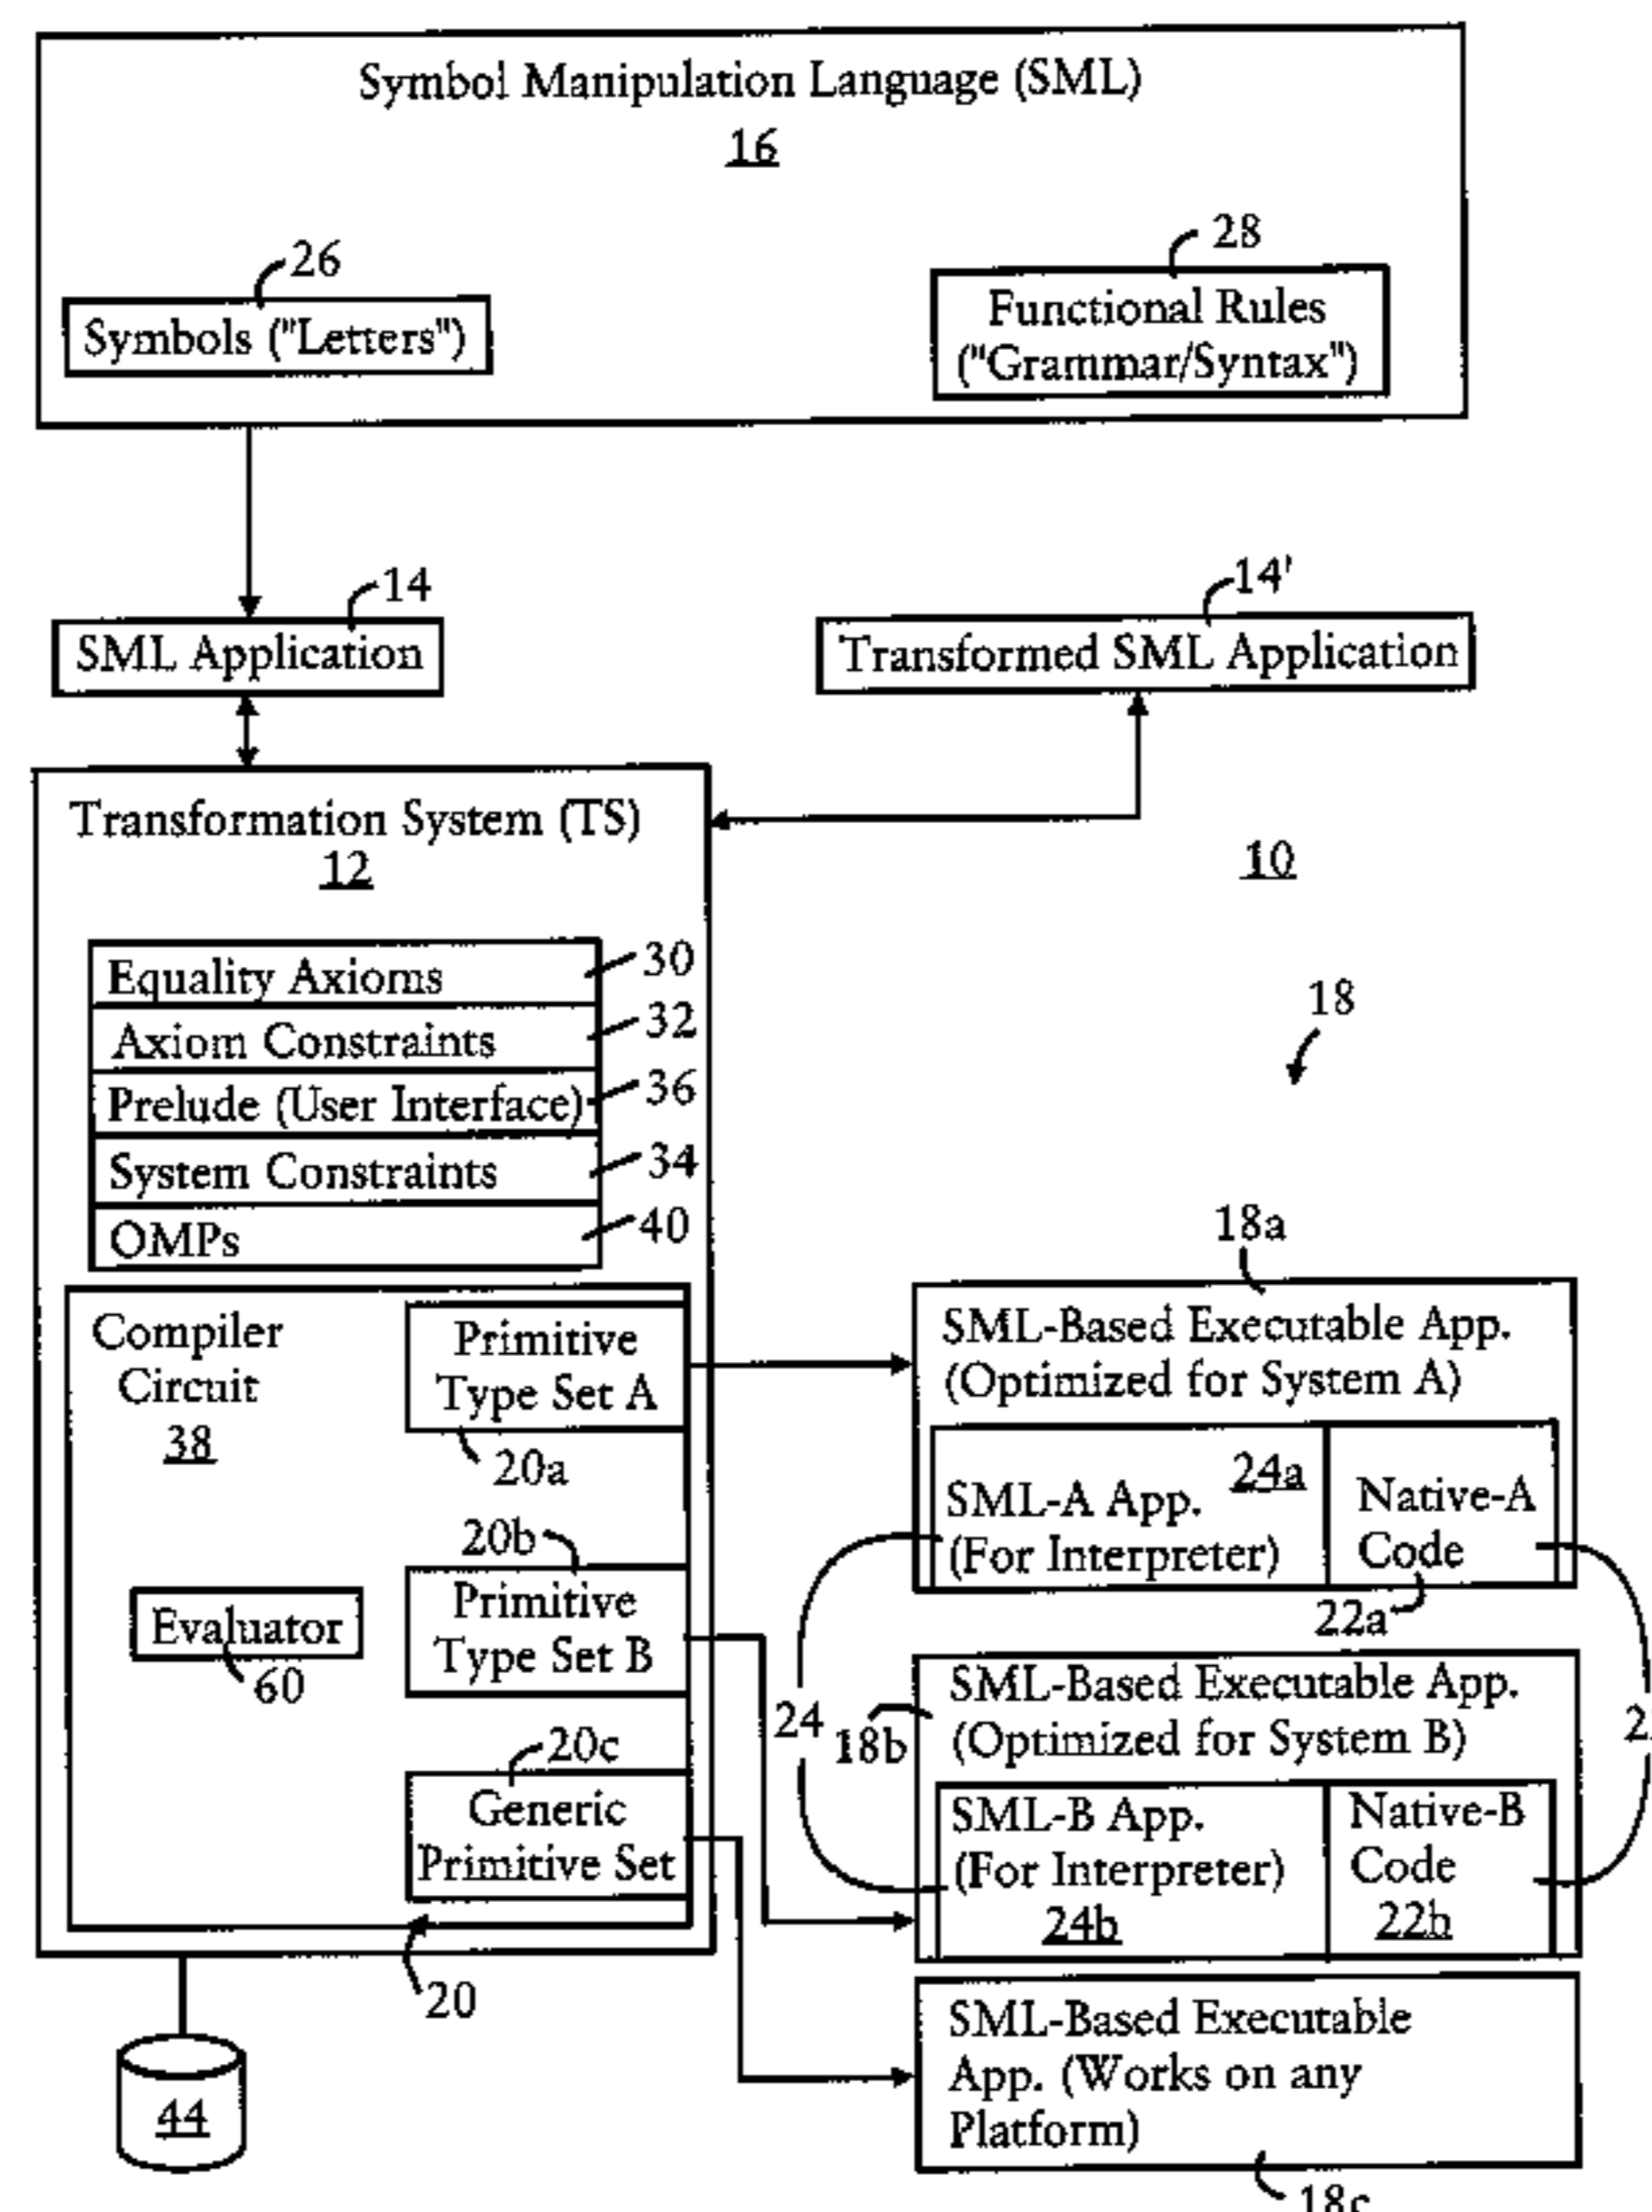 Symbol Manipulation Language (SML)
16
26
28
Symbols ("Letters")
Functional Rules
("Grammar/Syntax")
14
14'
SML Application
Transformed SML Application
Transformation System (TS)
12
10
Equality Axioms
30
Axiom Constraints
32
Prelude (User Interface)
36
System Constraints
34
OMPs
40
18
Compiler
Circuit
38
Primitive
Type Set A
20a
20b
Primitive
Type Set B
Evaluator
60
20c
Generic
Primitive Set
20
44
18a
SML-Based Executable App.
(Optimized for System A)
24a
SML-A App.
(For Interpreter)
Native-A
Code
22a
24
18b
SML-Based Executable App.
(Optimized for System B)
SML-B App.
(For Interpreter)
24b
Native-B
Code
22b
SML-Based Executable
App. (Works on any
Platform)
18c